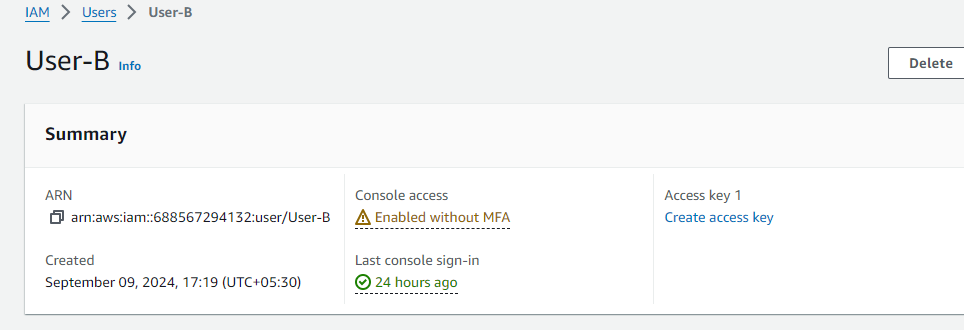 IAM > Users > User-B
User-B Info
Delete
Summary
ARN
arn:aws:iam::688567294132:user/User-B
Created
September 09, 2024, 17:19 (UTC+05:30)
Console access
Enabled without MFA
Last console sign-in
24 hours ago
Access key 1
Create access key